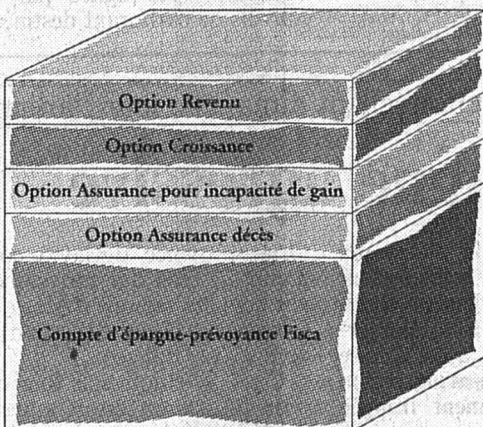 Option Revenu
Option Croissance
Option Assurance pour incapacité de gain
Option Assurance décès
Compte d'épargne-prévoyance Fisca